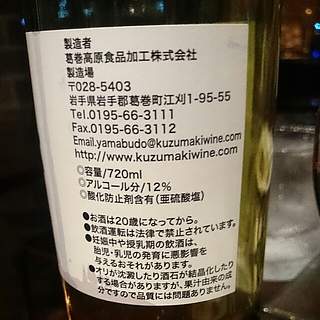 製造者
葛巻高原食品加工株式会社
製造場
〒028-5403
岩手県岩手郡葛巻町江刈1-95-55
Tel.0195-66-3111
Fax.0195-66-3112
Email.yamabudo@kuzumakiwine.com
http://www.kuzumakiwine.com
◎容量/720ml
◎アルコール分/12%
◎酸化防止剤含有(亜硫酸塩)
●お酒は20歳になってから。
●飲酒運転は法律で禁止されています。
●妊娠中や授乳期の飲酒は、
胎児・乳児の発育に悪影響を
与えるおそれがあります。
●オリが沈澱したり酒石が結晶化したり
する場合がありますが、果汁由来の成
分ですので品質には問題ありません。